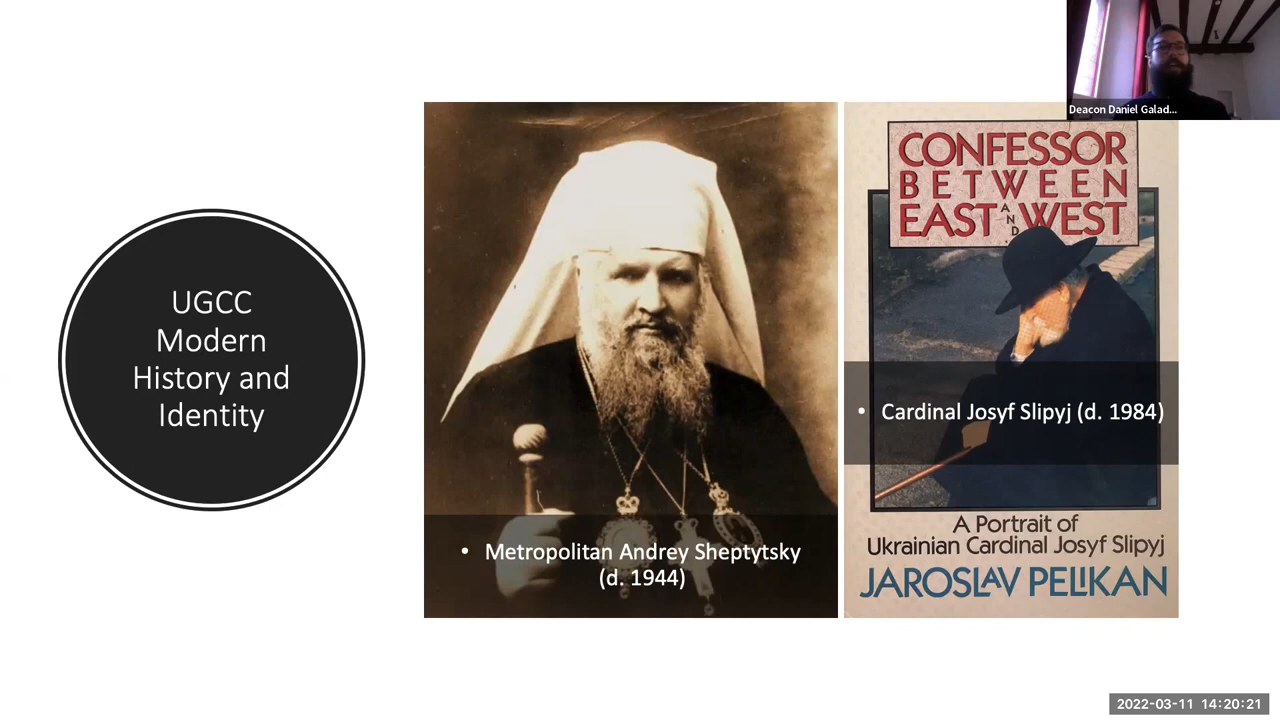 Deacon Daniel Galad...
UGCC
Modern
History and
Identity
• Metropolitan Andrey Sheptytsky
(d. 1944)
CONFESSOR
BETWEEN
EAST AND WEST
• Cardinal Josyf Slipyj (d. 1984)
A Portrait of
Ukrainian Cardinal Josyf Slipyj
JAROSLAV PELIKAN
2022-03-11 14:20:21